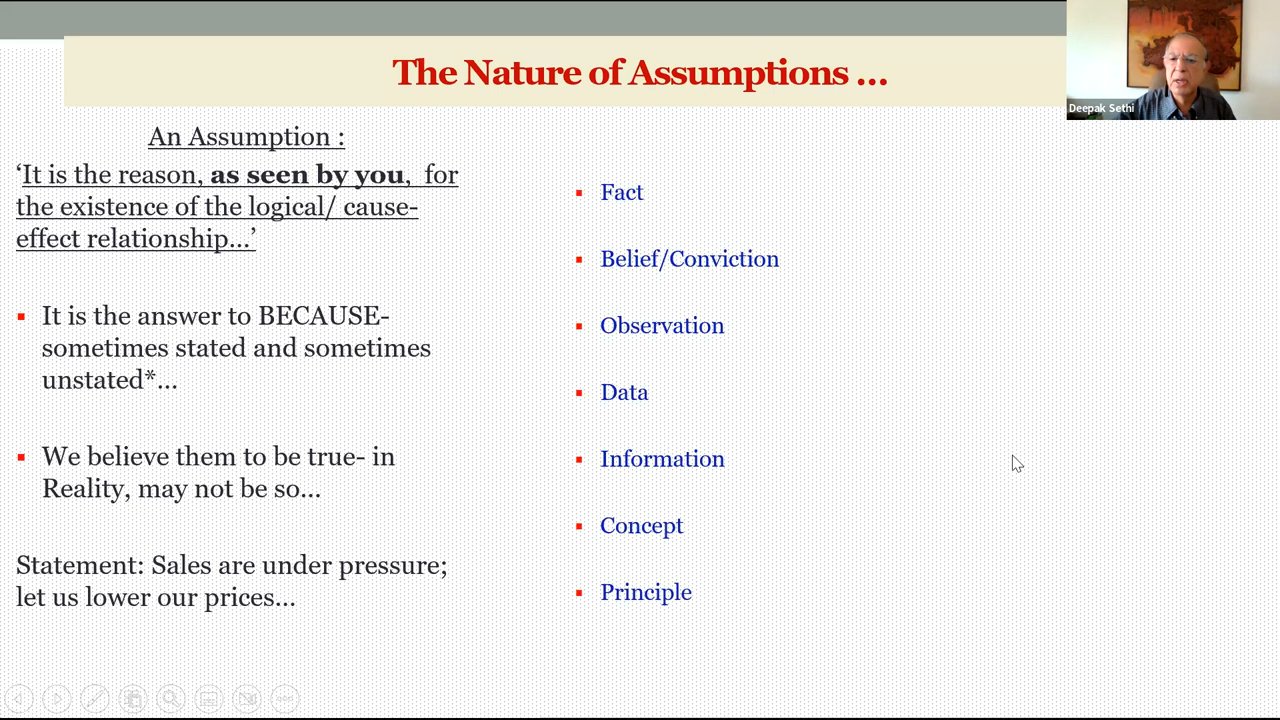 The Nature of Assumptions ...
Deepak Sethi
An Assumption :
‘It is the reason, as seen by you,  for
the existence of the logical/ cause-
effect relationship...’
▪ It is the answer to BECAUSE-
sometimes stated and sometimes
unstated*...
▪ We believe them to be true- in
Reality, may not be so...
Statement: Sales are under pressure;
let us lower our prices...
▪ Fact
▪ Belief/Conviction
▪ Observation
▪ Data
▪ Information
▪ Concept
▪ Principle